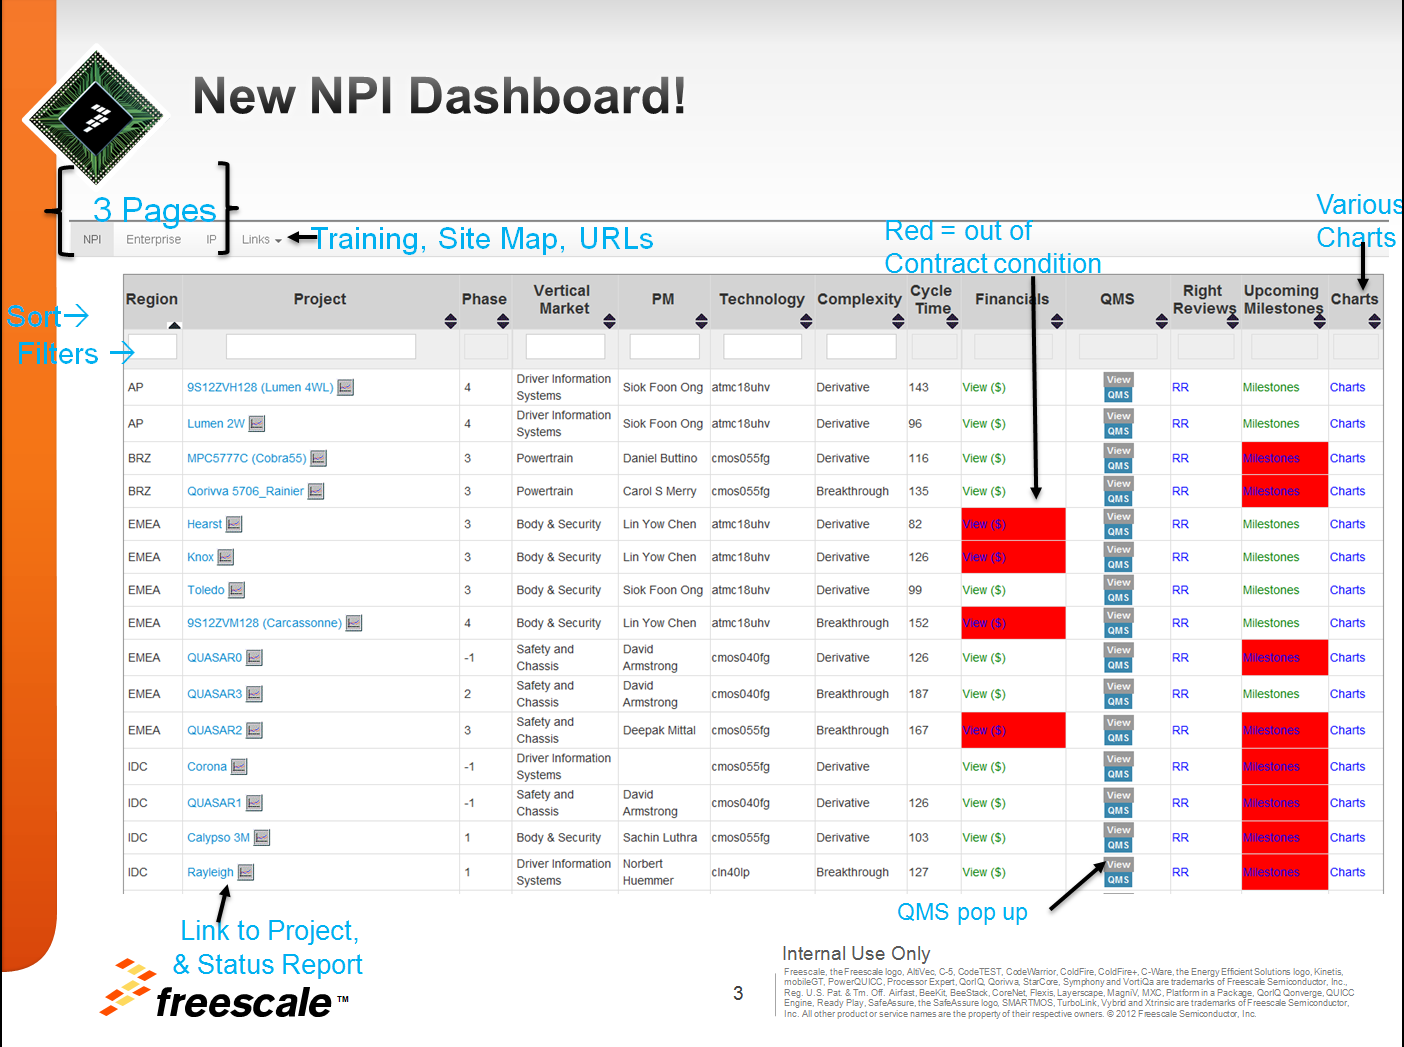 New NPI Dashboard!
3 Pages
Various
Charts
NPI Enterprise IP Links
Training, Site Map, URLs
Red = out of
Contract condition
Sort
Filters
Region Project Phase Vertical Market PM Technology Complexity Cycle Time Financials QMS Right Reviews Upcoming Milestones Charts
AP 9S12ZVH128 (Lumen 4WL) 4 Driver Information Systems Siok Foon Ong atmc18uhv Derivative 143 View ($) View QMS RR Milestones Charts
AP Lumen 2W 4 Driver Information Systems Siok Foon Ong atmc18uhv Derivative 96 View ($) View QMS RR Milestones Charts
BRZ MPC5777C (Cobra55) 3 Powertrain Daniel Buttino cmos055fg Derivative 116 View ($) View QMS RR Milestones Charts
BRZ Qorivva 5706_Rainier 3 Powertrain Carol S Merry cmos055fg Breakthrough 135 View ($) View QMS RR Milestones Charts
EMEA Hearst 3 Body & Security Lin Yow Chen atmc18uhv Derivative 82 View ($) View QMS RR Milestones Charts
EMEA Knox 3 Body & Security Lin Yow Chen atmc18uhv Derivative 126 View ($) View QMS RR Milestones Charts
EMEA Toledo 3 Body & Security Siok Foon Ong atmc18uhv Derivative 99 View ($) View QMS RR Milestones Charts
EMEA 9S12ZVM128 (Carcassonne) 4 Body & Security Lin Yow Chen atmc18uhv Breakthrough 152 View ($) View QMS RR Milestones Charts
EMEA QUASAR0 -1 Safety and Chassis David Armstrong cmos040fg Derivative 126 View ($) View QMS RR Milestones Charts
EMEA QUASAR3 2 Safety and Chassis David Armstrong cmos040fg Breakthrough 187 View ($) View QMS RR Milestones Charts
EMEA QUASAR2 3 Safety and Chassis Deepak Mittal cmos055fg Breakthrough 167 View ($) View QMS RR Milestones Charts
IDC Corona -1 Driver Information Systems cmos055fg Derivative View ($) View QMS RR Milestones Charts
IDC QUASAR1 -1 Safety and Chassis David Armstrong cmos040fg Derivative 126 View ($) View QMS RR Milestones Charts
IDC Calypso 3M 1 Body & Security Sachin Luthra cmos055fg Derivative 103 View ($) View QMS RR Milestones Charts
IDC Rayleigh 1 Driver Information Systems Norbert Huemmer cln40lp Breakthrough 127 View ($) View QMS RR Milestones Charts
QMS pop up
Link to Project,
& Status Report
freescale ™
3
Internal Use Only
Freescale, the Freescale logo, AltiVec, C-5, CodeTEST, CodeWarrior, ColdFire, ColdFire+, C-Ware, the Energy Efficient Solutions logo, Kinetis,
mobileGT, PowerQUICC, Processor Expert, QorIQ, Qorivva, StarCore, Symphony and VortiQa are trademarks of Freescale Semiconductor, Inc.,
Reg. U.S. Pat. & Tm. Off. Airfast, BeeKit, BeeStack, CoreNet, Flexis, Layerscape, MagniV, MXC, Platform in a Package, QorIQ Qonverge, QUICC
Engine, Ready Play, SafeAssure, the SafeAssure logo, SMARTMOS, TurboLink, Vybrid and Xtrinsic are trademarks of Freescale Semiconductor,
Inc. All other product or service names are the property of their respective owners. © 2012 Freescale Semiconductor, Inc.